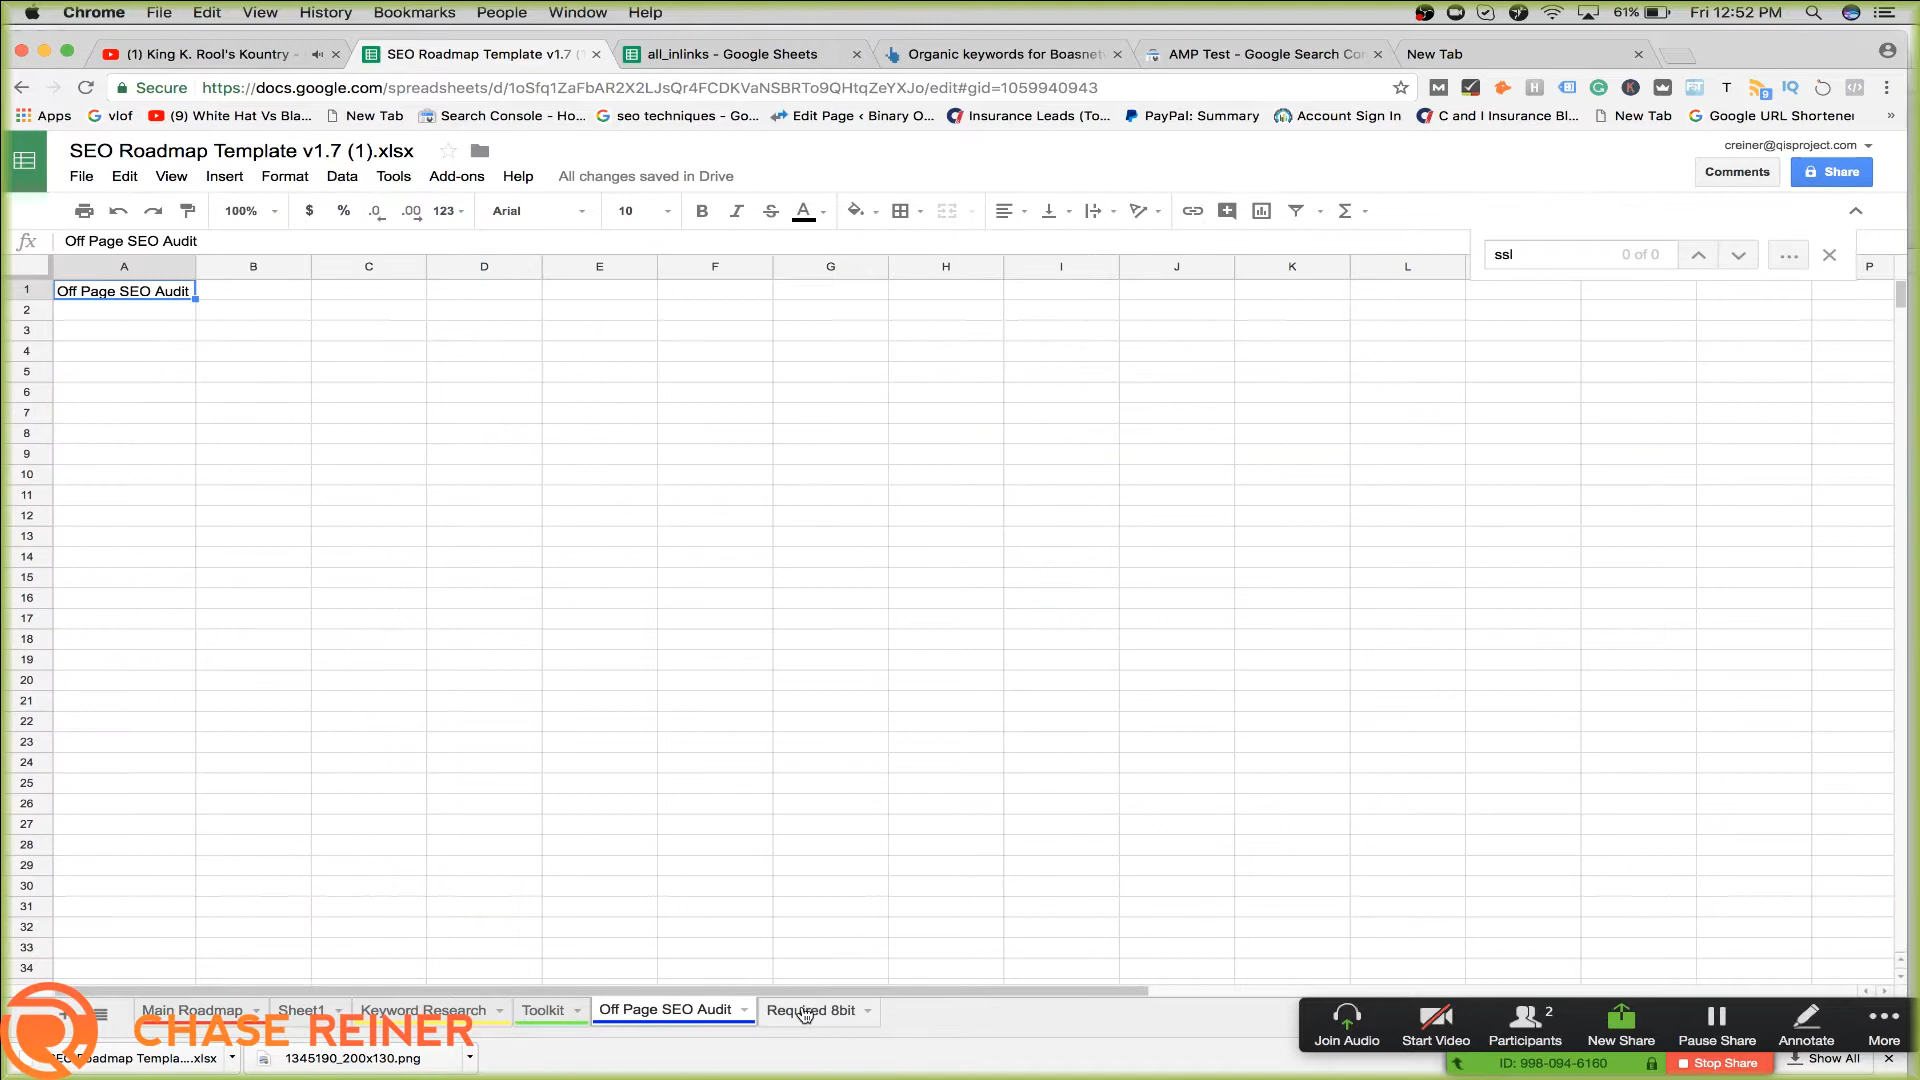 Chrome File Edit View History Bookmarks People Window Help 61% Fri 12:52 PM
(1) King K. Rool's Kountry - SEO Roadmap Template v1.7 ( all_inlinks - Google Sheets Organic keywords for Boasnet AMP Test - Google Search Co New Tab
Secure https://docs.google.com/spreadsheets/d/1oSfq1ZaFbAR2X2LJsQr4FCDKVaNSBRTo9QHtqZeYXJo/edit#gid=1059940943
Apps vlof (9) White Hat Vs Bla... New Tab Search Console - Ho... seo techniques - Go... Edit Page ‹ Binary O... Insurance Leads (To... PayPal: Summary Account Sign In C and I Insurance Bl... New Tab Google URL Shortener »
SEO Roadmap Template v1.7 (1).xlsx creiner@qisproject.com
File Edit View Insert Format Data Tools Add-ons Help All changes saved in Drive Comments Share
100% $ % .0 .00 123 Arial 10 B I S A
fx Off Page SEO Audit ssl 0 of 0
A B C D E F G H I J K L P
1 Off Page SEO Audit
2
3
4
5
6
7
8
9
10
11
12
13
14
15
16
17
18
19
20
21
22
23
24
25
26
27
28
29
30
31
32
33
34
Main Roadmap Sheet1 Keyword Research Toolkit Off Page SEO Audit Required 8bit
CHASE REINER
Join Audio Start Video Participants 2 New Share Pause Share Annotate More
SEO Roadmap Templa....xlsx 1345190_200x130.png ID: 998-094-6160 Stop Share Show All